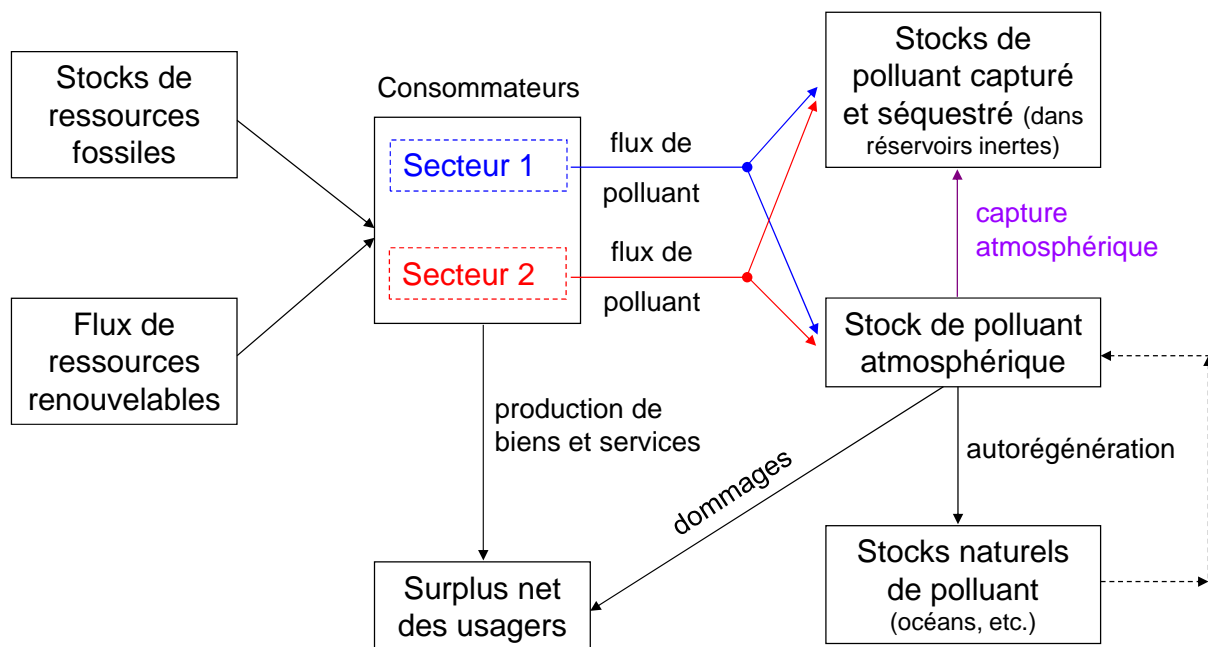 Stocks de
ressources
fossiles
Flux de
ressources
renouvelables
Consommateurs
Secteur 1
Secteur 2
flux de
polluant
flux de
polluant
production de
biens et services
Surplus net
des usagers
Stocks de
polluant capturé
et séquestré (dans
réservoirs inertes)
capture
atmosphérique
Stock de polluant
atmosphérique
autorégénération
dommages
Stocks naturels
de polluant
(océans, etc.)